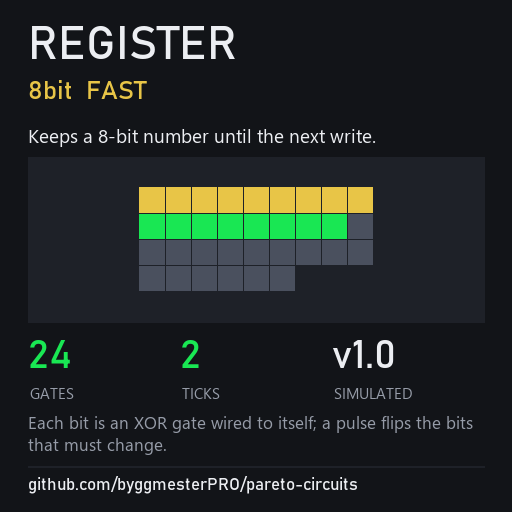 REGISTER
8bit FAST
Keeps a 8-bit number until the next write.
24 2 v1.0
GATES TICKS SIMULATED
Each bit is an XOR gate wired to itself; a pulse flips the bits
that must change.
github.com/byggmesterPRO/pareto-circuits